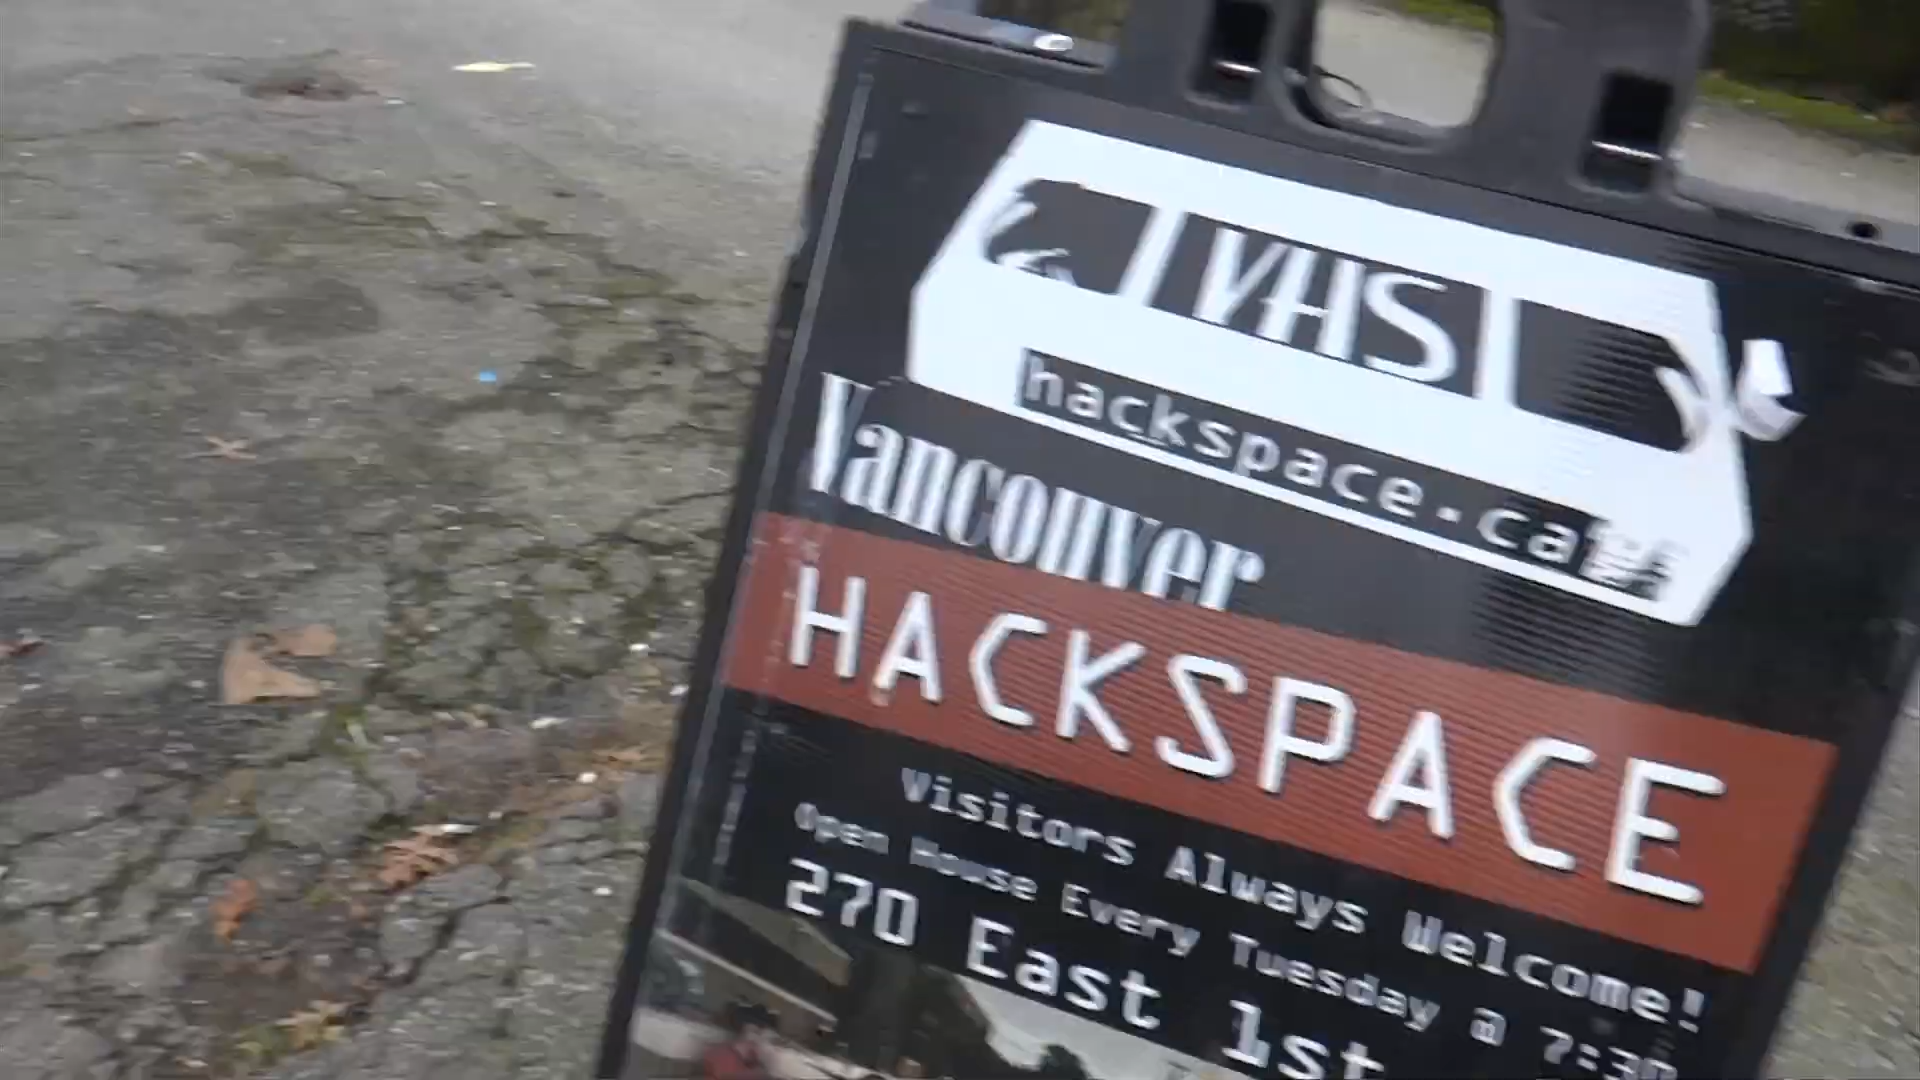 VHS
hackspace.ca
Vancouver
HACKSPACE
Visitors Always Welcome!
Open House Every Tuesday @ 7:30
270 East 1st